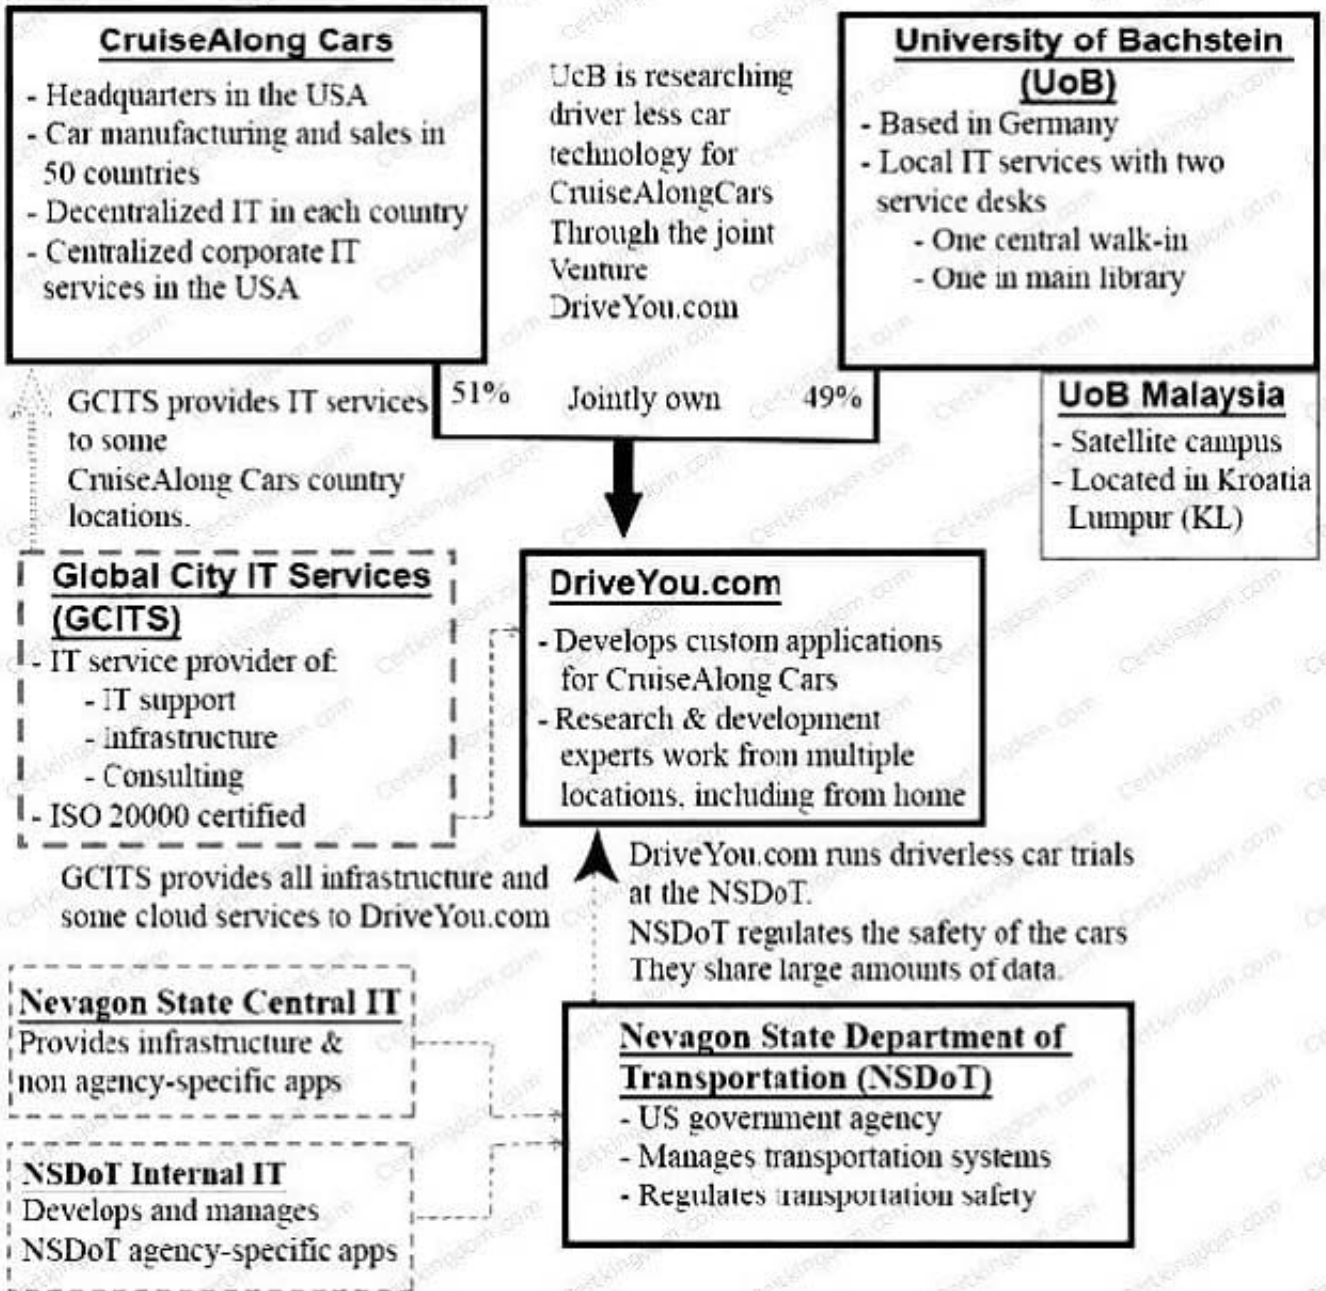 CruiseAlong Cars
- Headquarters in the USA
- Car manufacturing and sales in
50 countries
- Decentralized IT in each country
- Centralized corporate IT
services in the USA
UcB is researching
driver less car
technology for
CruiseAlongCars
Through the joint
Venture
DriveYou.com
University of Bachstein
(UoB)
- Based in Germany
- Local IT services with two
service desks
- One central walk-in
- One in main library
51% Jointly own 49%
UoB Malaysia
- Satellite campus
- Located in Kroatia
Lumpur (KL)
GCITS provides IT services
to some
CruiseAlong Cars country
locations.
Global City IT Services
(GCITS)
- IT service provider of:
- IT support
- Infrastructure
- Consulting
- ISO 20000 certified
DriveYou.com
- Develops custom applications
for CruiseAlong Cars
- Research & development
experts work from multiple
locations, including from home
GCITS provides all infrastructure and
some cloud services to DriveYou.com
DriveYou.com runs driverless car trials
at the NSDoT.
NSDoT regulates the safety of the cars
They share large amounts of data.
Nevagon State Central IT
Provides infrastructure &
non agency-specific apps
NSDoT Internal IT
Develops and manages
NSDoT agency-specific apps
Nevagon State Department of
Transportation (NSDoT)
- US government agency
- Manages transportation systems
- Regulates transportation safety
Certkingdom.com